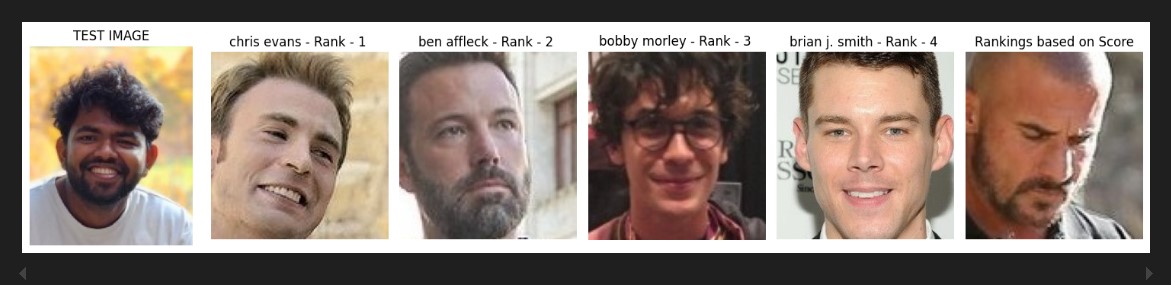 TEST IMAGE
chris evans - Rank - 1
ben affleck - Rank - 2
bobby morley - Rank - 3
brian j. smith - Rank - 4
Rankings based on Score